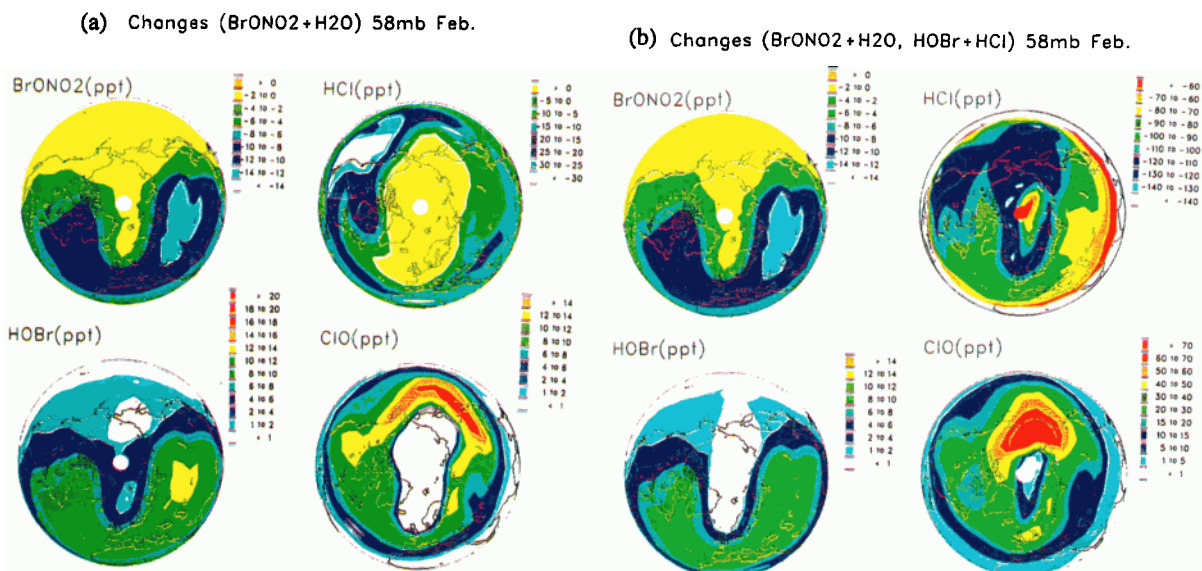 (a) Changes (BrONO2+H2O) 58mb Feb.
(b) Changes (BrONO2+H2O, HOBr+HCl) 58mb Feb.
BrONO2(ppt)
> 0
-2 to 0
-4 to -2
-6 to -4
-8 to -6
-10 to -8
-12 to -10
-14 to -12
< -14
HCl(ppt)
> 0
-5 to 0
-10 to -5
-15 to -10
-20 to -15
-25 to -20
-30 to -25
< -30
HOBr(ppt)
> 20
18 to 20
16 to 18
14 to 16
12 to 14
10 to 12
8 to 10
6 to 8
4 to 6
2 to 4
1 to 2
< 1
ClO(ppt)
> 14
12 to 14
10 to 12
8 to 10
6 to 8
4 to 6
2 to 4
1 to 2
< 1
BrONO2(ppt)
> 0
-2 to 0
-4 to -2
-6 to -4
-8 to -6
-10 to -8
-12 to -10
-14 to -12
< -14
HCl(ppt)
> -60
-70 to -60
-80 to -70
-90 to -80
-100 to -90
-110 to -100
-120 to -110
-130 to -120
-140 to -130
< -140
HOBr(ppt)
> 14
12 to 14
10 to 12
8 to 10
6 to 8
4 to 6
2 to 4
1 to 2
< 1
ClO(ppt)
> 70
60 to 70
50 to 60
40 to 50
30 to 40
20 to 30
15 to 20
10 to 15
5 to 10
1 to 5
< 1